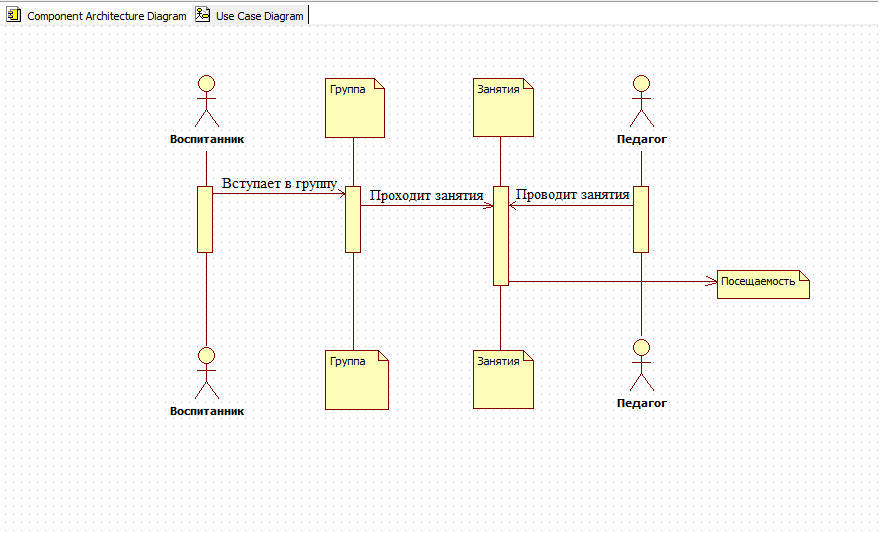 Component Architecture Diagram Use Case Diagram
Группа Занятия
Воспитанник Педагог
Вступает в группу
Проходит занятия Проводит занятия
Посещаемость
Группа Занятия
Воспитанник Педагог